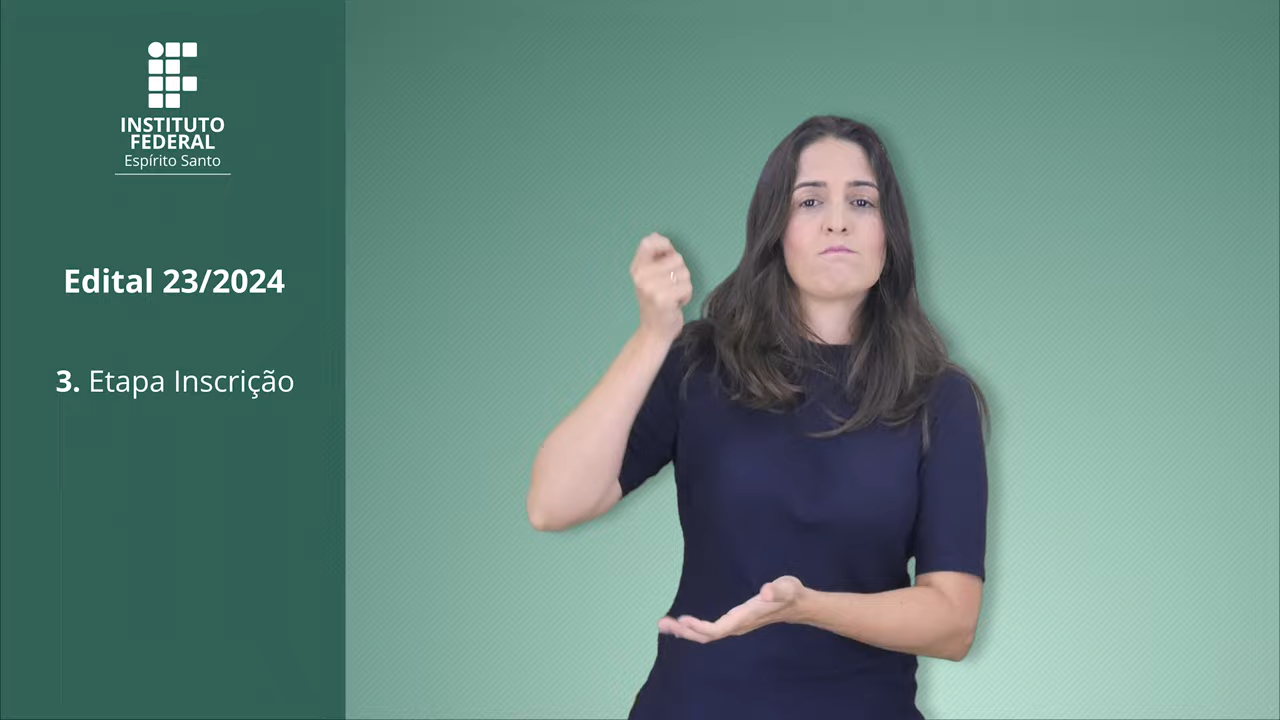 INSTITUTO
FEDERAL
Espírito Santo
Edital 23/2024
3. Etapa Inscrição